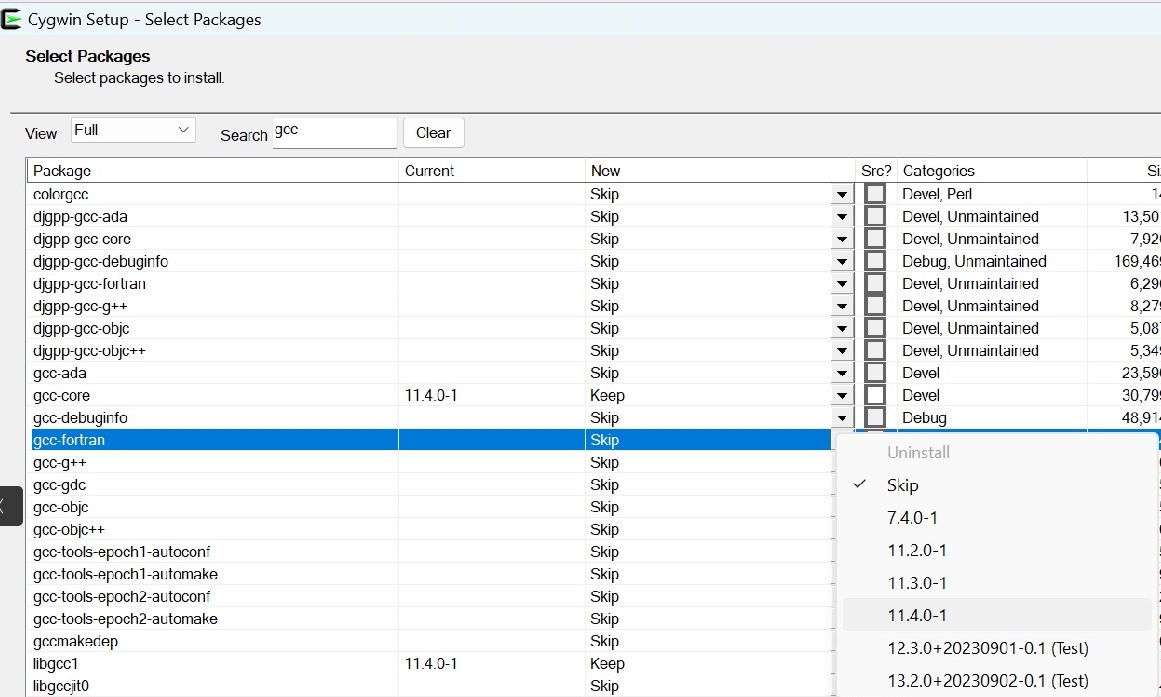 Cygwin Setup - Select Packages
Select Packages
Select packages to install.
View Full Search gcc Clear
Package Current New Src? Categories
colorgcc Skip Devel, Perl
djgpp-gcc-ada Skip Devel, Unmaintained 13,50
djgpp-gcc-core Skip Devel, Unmaintained 7,92
djgpp-gcc-debuginfo Skip Debug, Unmaintained 169,46
djgpp-gcc-fortran Skip Devel, Unmaintained 6,29
djgpp-gcc-g++ Skip Devel, Unmaintained 8,27
djgpp-gcc-objc Skip Devel, Unmaintained 5,08
djgpp-gcc-objc++ Skip Devel, Unmaintained 5,34
gcc-ada Skip Devel 23,59
gcc-core 11.4.0-1 Keep Devel 30,79
gcc-debuginfo Skip Debug 48,91
gcc-fortran Skip
gcc-g++ Skip
gcc-gdc Skip
gcc-objc Skip
gcc-objc++ Skip
gcc-tools-epoch1-autoconf Skip
gcc-tools-epoch1-automake Skip
gcc-tools-epoch2-autoconf Skip
gcc-tools-epoch2-automake Skip
gccmakedep Skip
libgcc1 11.4.0-1 Keep
libgccjit0 Skip
Uninstall
Skip
7.4.0-1
11.2.0-1
11.3.0-1
11.4.0-1
12.3.0+20230901-0.1 (Test)
13.2.0+20230902-0.1 (Test)